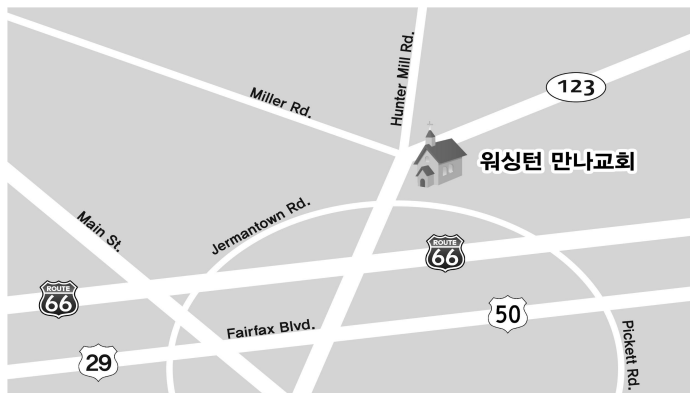 Miller Rd.
Hunter Mill Rd.
123
워싱턴 만나교회
Main St.
Jermantown Rd.
ROUTE
66
ROUTE
66
Fairfax Blvd.
50
29
Pickett Rd.